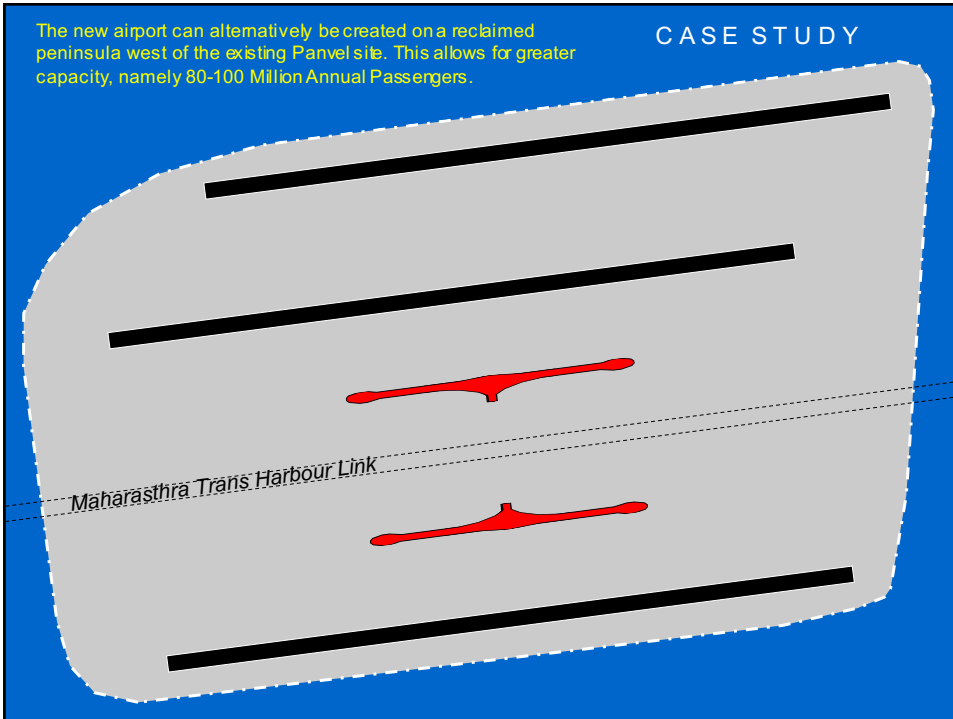 The new airport can alternatively be created on a reclaimed
peninsula west of the existing Panvel site. This allows for greater
capacity, namely 80-100 Million Annual Passengers.
CASE STUDY
Maharasthra Trans Harbour Link